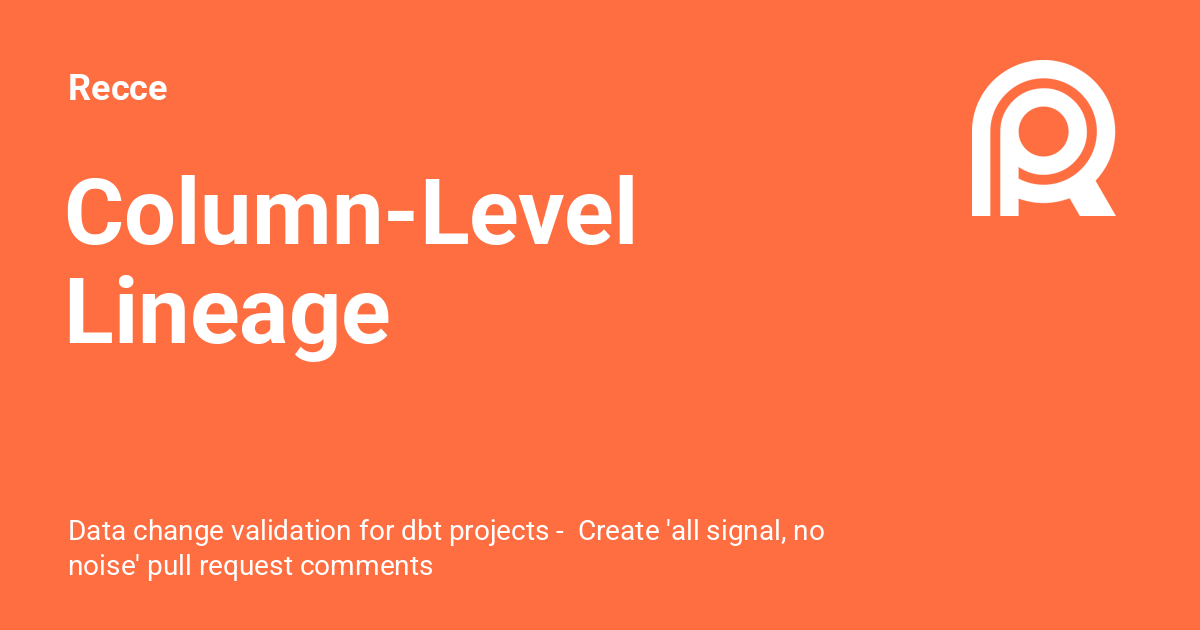 Recce
Column-Level
Lineage
Data change validation for dbt projects -  Create 'all signal, no
noise' pull request comments